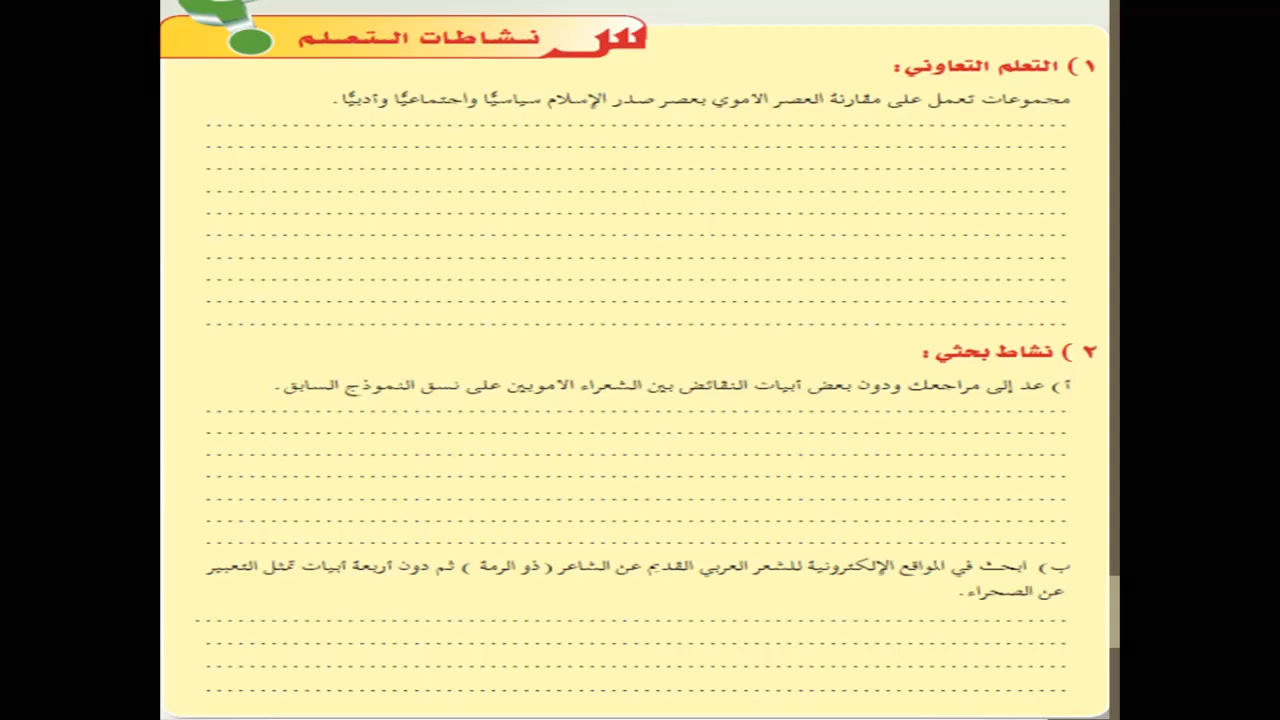 س نشاطات التعلم
١ ) التعلم التعاوني :
مجموعات تعمل على مقارنة العصر الاموي بعصر صدر الإسلام سياسيًّا واجتماعيًّا وأدبيًّا .
٢ ) نشاط بحثي :
أ ) عد إلى مراجعك ودون بعض أبيات النقائض بين الشعراء الامويين على نسق النموذج السابق .
ب ) ابحث في المواقع الإلكترونية للشعر العربي القديم عن الشاعر ( ذو الرمة ) ثم دون أربعة أبيات تمثل التعبير
عن الصحراء .